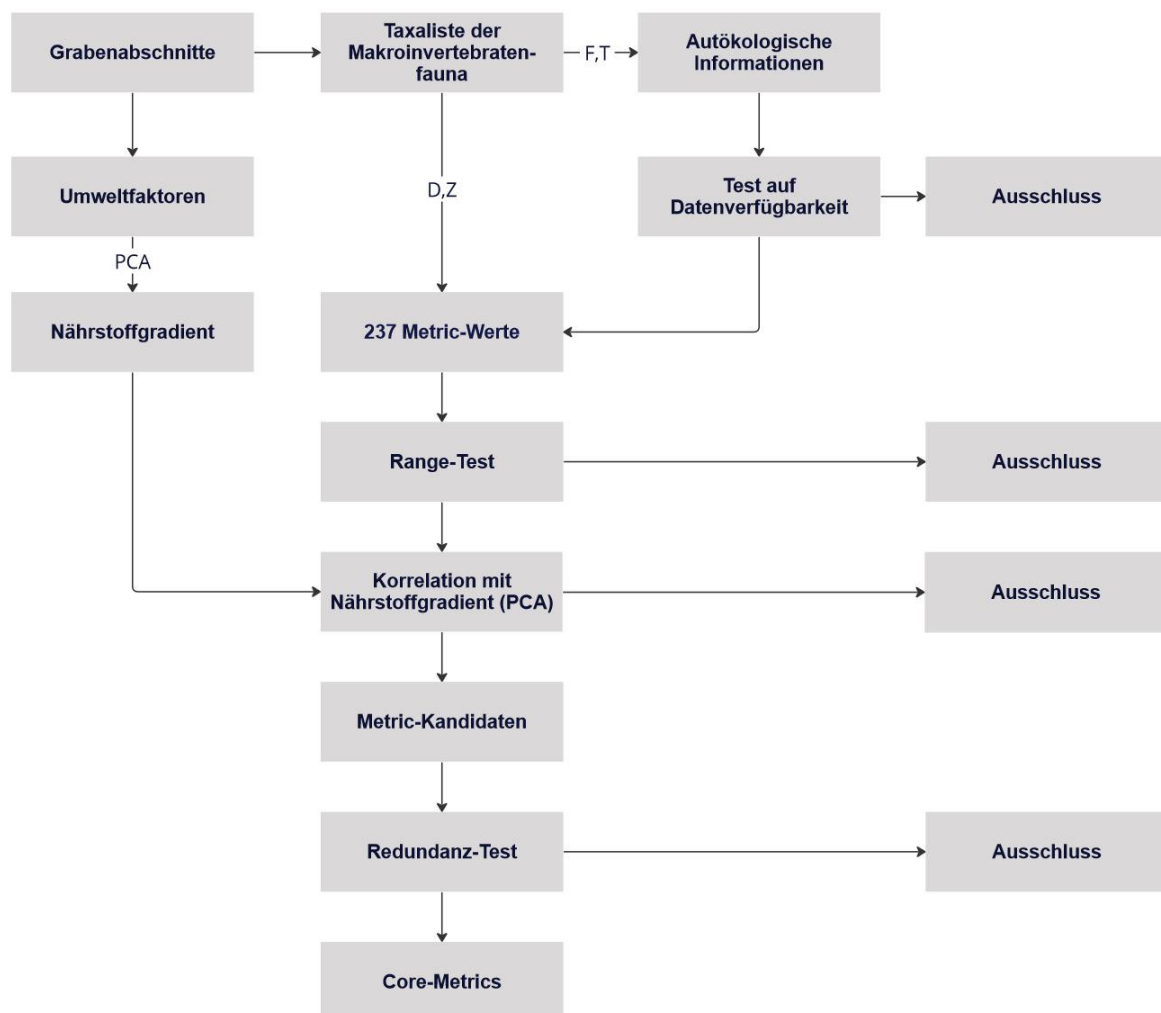 Grabenabschnitte
Taxaliste der
Makroinvertebraten-
fauna
F,T
Autökologische
Informationen
Umweltfaktoren
D,Z
Test auf
Datenverfügbarkeit
Ausschluss
PCA
Nährstoffgradient
237 Metric-Werte
Range-Test
Ausschluss
Korrelation mit
Nährstoffgradient (PCA)
Ausschluss
Metric-Kandidaten
Redundanz-Test
Ausschluss
Core-Metrics